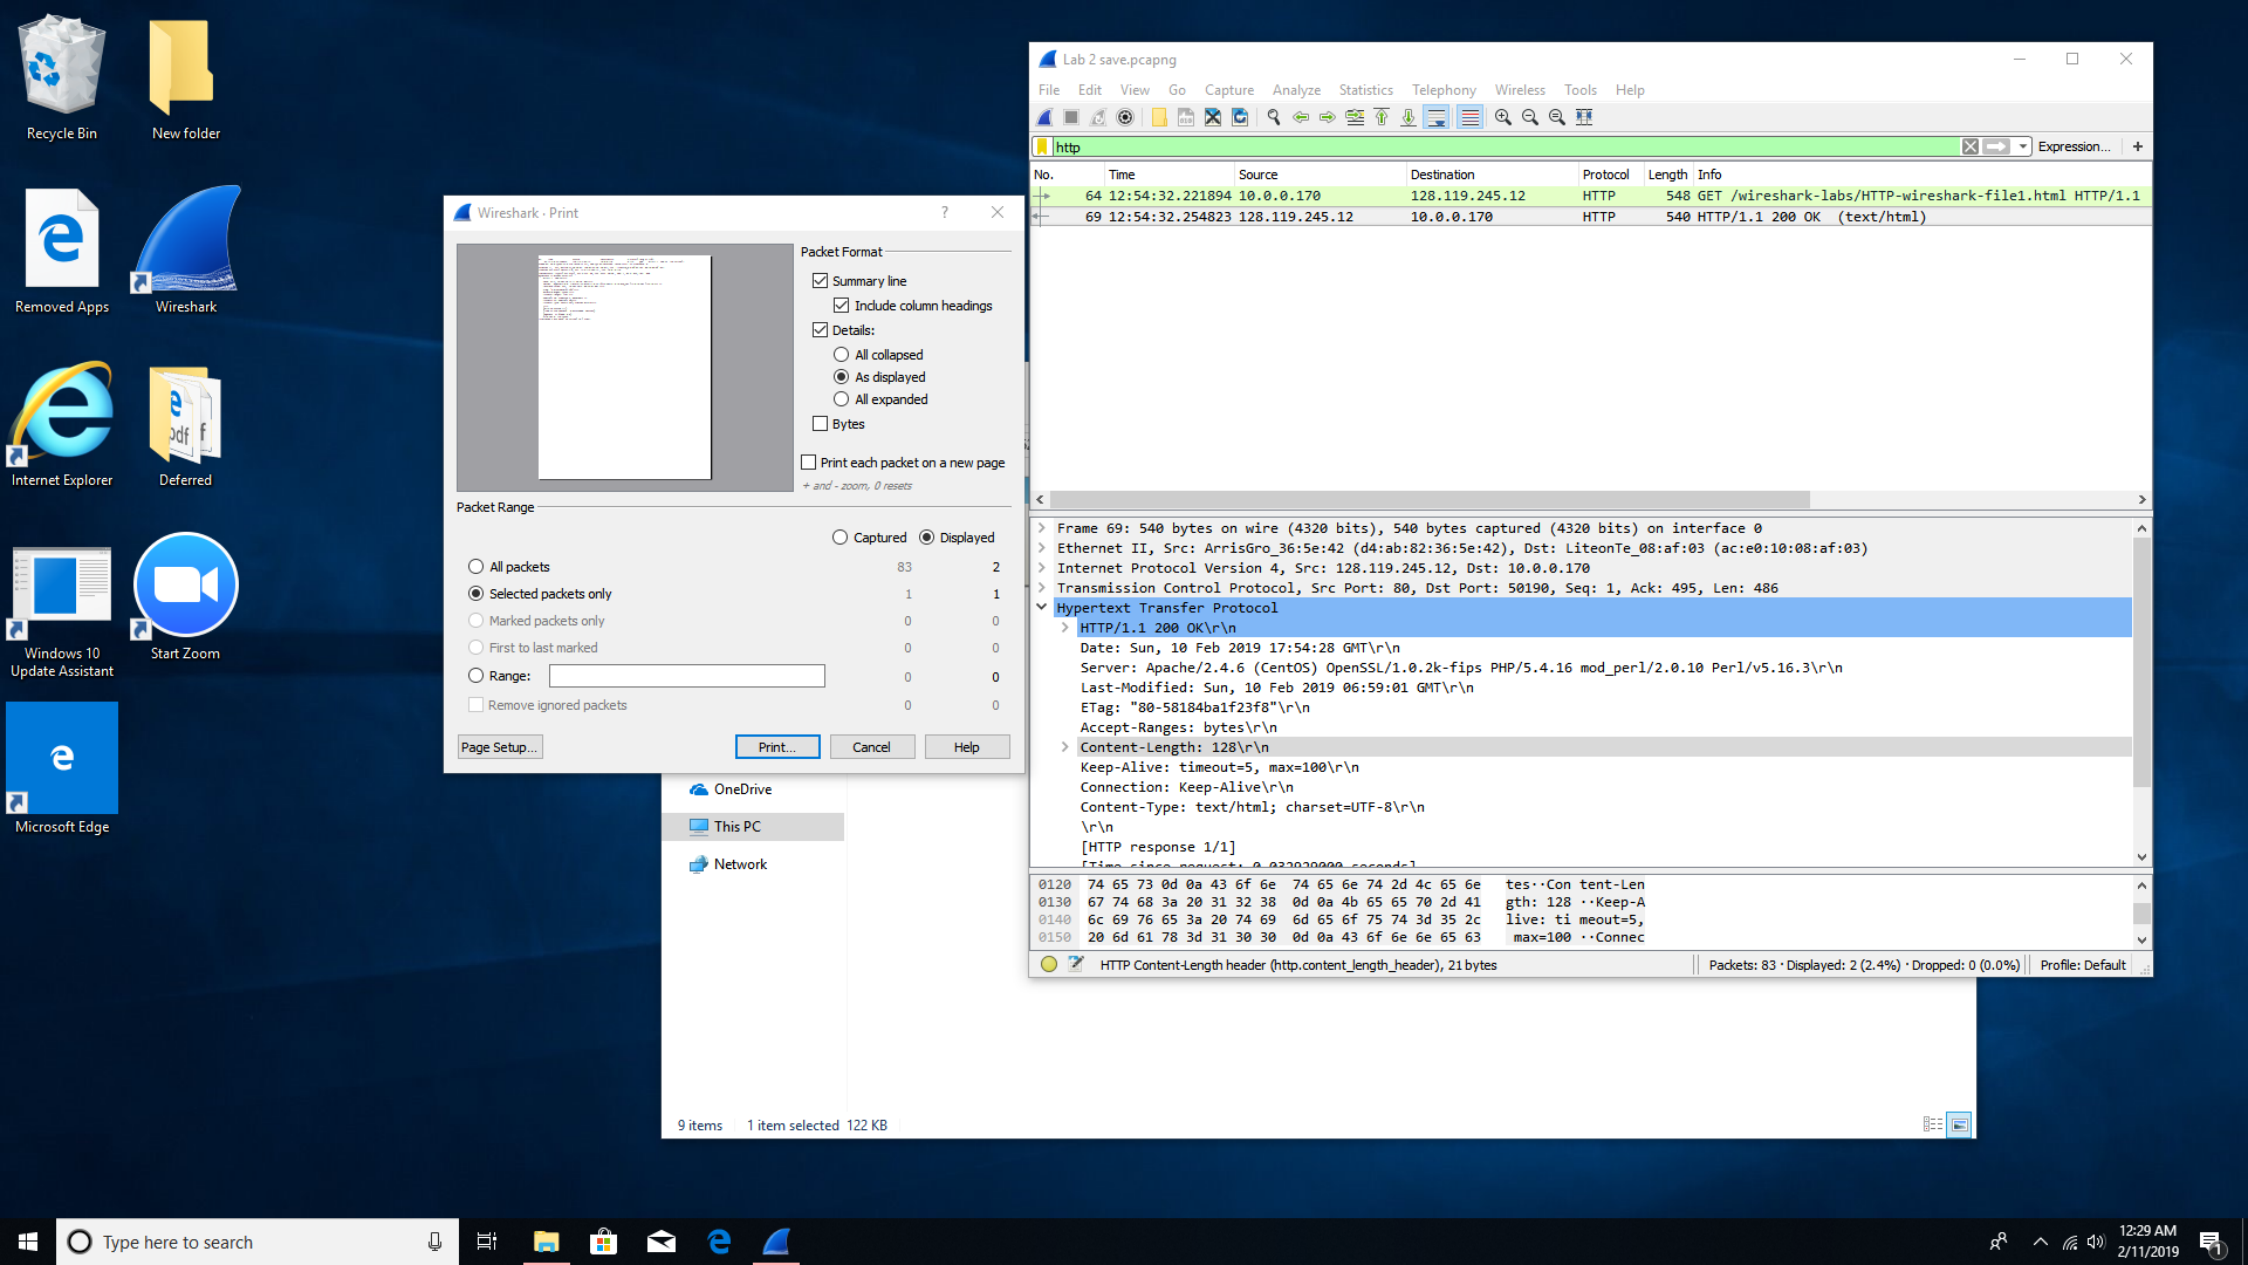 Recycle Bin
New folder
Removed Apps
Wireshark
Internet Explorer
pdf
f
Deferred
Windows 10
Update Assistant
Start Zoom
Microsoft Edge
Wireshark · Print
?
Packet Format
Summary line
Include column headings
Details:
All collapsed
As displayed
All expanded
Bytes
Print each packet on a new page
+ and - zoom, 0 resets
Packet Range
Captured Displayed
All packets 83 2
Selected packets only 1 1
Marked packets only 0 0
First to last marked 0 0
Range: 0 0
Remove ignored packets 0 0
Page Setup... Print... Cancel Help
OneDrive
This PC
Network
9 items 1 item selected 122 KB
Lab 2 save.pcapng
File Edit View Go Capture Analyze Statistics Telephony Wireless Tools Help
http Expression... +
No. Time Source Destination Protocol Length Info
64 12:54:32.221894 10.0.0.170 128.119.245.12 HTTP 548 GET /wireshark-labs/HTTP-wireshark-file1.html HTTP/1.1
69 12:54:32.254823 128.119.245.12 10.0.0.170 HTTP 540 HTTP/1.1 200 OK (text/html)
Frame 69: 540 bytes on wire (4320 bits), 540 bytes captured (4320 bits) on interface 0
Ethernet II, Src: ArrisGro_36:5e:42 (d4:ab:82:36:5e:42), Dst: LiteonTe_08:af:03 (ac:e0:10:08:af:03)
Internet Protocol Version 4, Src: 128.119.245.12, Dst: 10.0.0.170
Transmission Control Protocol, Src Port: 80, Dst Port: 50190, Seq: 1, Ack: 495, Len: 486
Hypertext Transfer Protocol
HTTP/1.1 200 OK\r\n
Date: Sun, 10 Feb 2019 17:54:28 GMT\r\n
Server: Apache/2.4.6 (CentOS) OpenSSL/1.0.2k-fips PHP/5.4.16 mod_perl/2.0.10 Perl/v5.16.3\r\n
Last-Modified: Sun, 10 Feb 2019 06:59:01 GMT\r\n
ETag: "80-58184ba1f23f8"\r\n
Accept-Ranges: bytes\r\n
Content-Length: 128\r\n
Keep-Alive: timeout=5, max=100\r\n
Connection: Keep-Alive\r\n
Content-Type: text/html; charset=UTF-8\r\n
\r\n
[HTTP response 1/1]
[Time since request: 0.032929000 seconds]
0120 74 65 73 0d 0a 43 6f 6e 74 65 6e 74 2d 4c 65 6e tes··Con tent-Len
0130 67 74 68 3a 20 31 32 38 0d 0a 4b 65 65 70 2d 41 gth: 128 ··Keep-A
0140 6c 69 76 65 3a 20 74 69 6d 65 6f 75 74 3d 35 2c live: ti meout=5,
0150 20 6d 61 78 3d 31 30 30 0d 0a 43 6f 6e 6e 65 63 max=100 ··Connec
HTTP Content-Length header (http.content_length_header), 21 bytes Packets: 83 · Displayed: 2 (2.4%) · Dropped: 0 (0.0%) Profile: Default
Type here to search
12:29 AM
2/11/2019
1